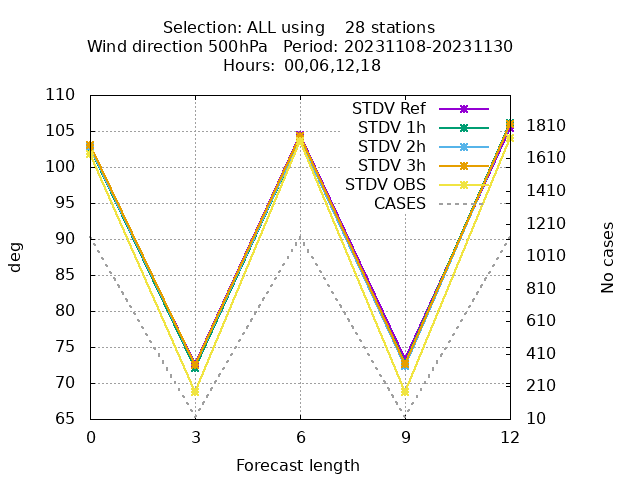 Selection: ALL using    28 stations
Wind direction 500hPa   Period: 20231108-20231130
Hours:  00,06,12,18
STDV Ref
STDV 1h
STDV 2h
STDV 3h
STDV OBS
CASES
110
105
100
95
90
85
80
75
70
65
deg
1810
1610
1410
1210
1010
810
610
410
210
10
No cases
0 3 6 9 12
Forecast length